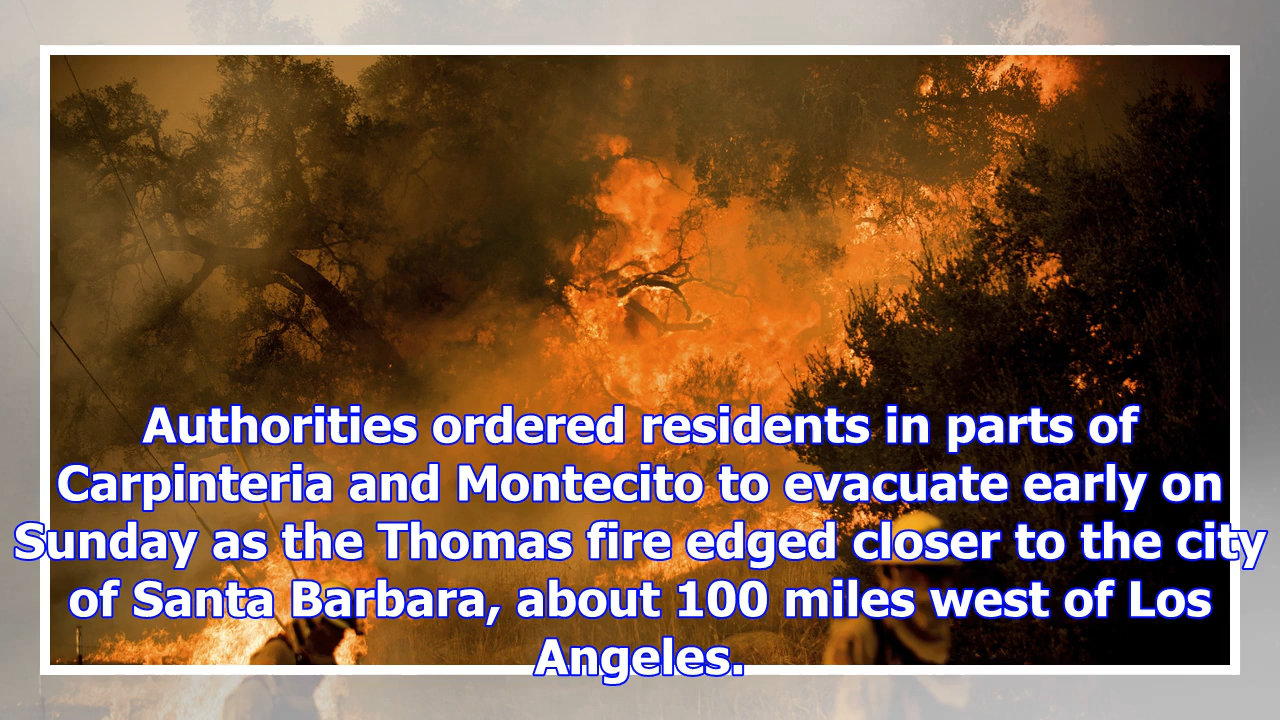 Authorities ordered residents in parts of
Carpinteria and Montecito to evacuate early on
Sunday as the Thomas fire edged closer to the city
of Santa Barbara, about 100 miles west of Los
Angeles.